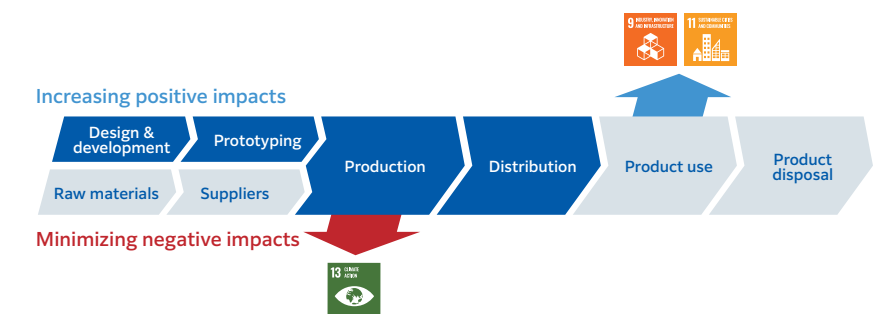 9 INDUSTRY, INNOVATION
AND INFRASTRUCTURE
11 SUSTAINABLE CITIES
AND COMMUNITIES
Increasing positive impacts
Design &
development
Prototyping
Production
Distribution
Product use
Product
disposal
Raw materials
Suppliers
Minimizing negative impacts
13 CLIMATE
ACTION